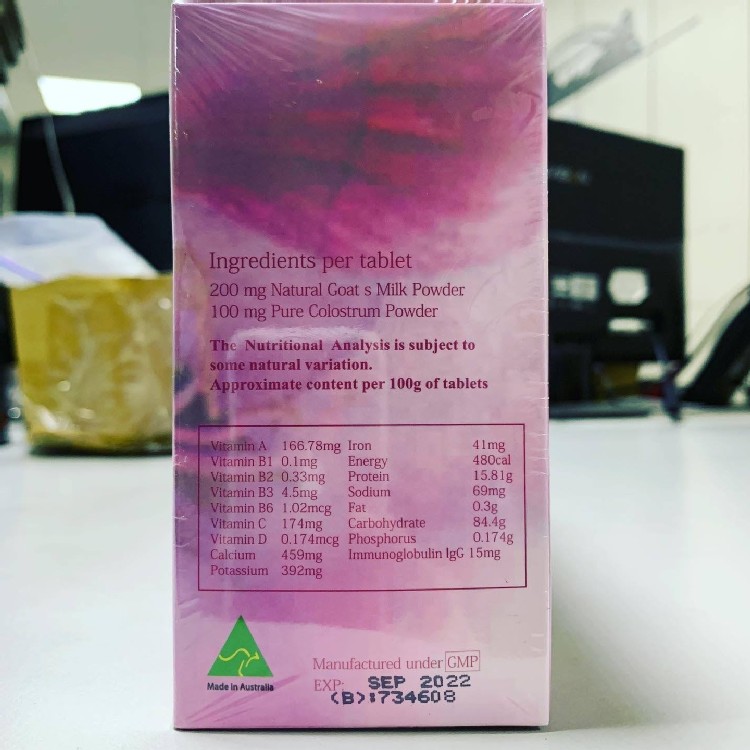 Ingredients per tablet
200 mg Natural Goat s Milk Powder
100 mg Pure Colostrum Powder
The Nutritional Analysis is subject to
some natural variation.
Approximate content per 100g of tablets
Vitamin A 166.78mg Iron 41mg
Vitamin B1 0.1mg Energy 480cal
Vitamin B2 0.33mg Protein 15.81g
Vitamin B3 4.5mg Sodium 69mg
Vitamin B6 1.02mcg Fat 0.3g
Vitamin C 174mg Carbohydrate 84.4g
Vitamin D 0.174mcg Phosphorus 0.174g
Calcium 459mg Immunoglobulin IgG 15mg
Potassium 392mg
Made in Australia
Manufactured under GMP
EXP: SEP 2022
(B):734608